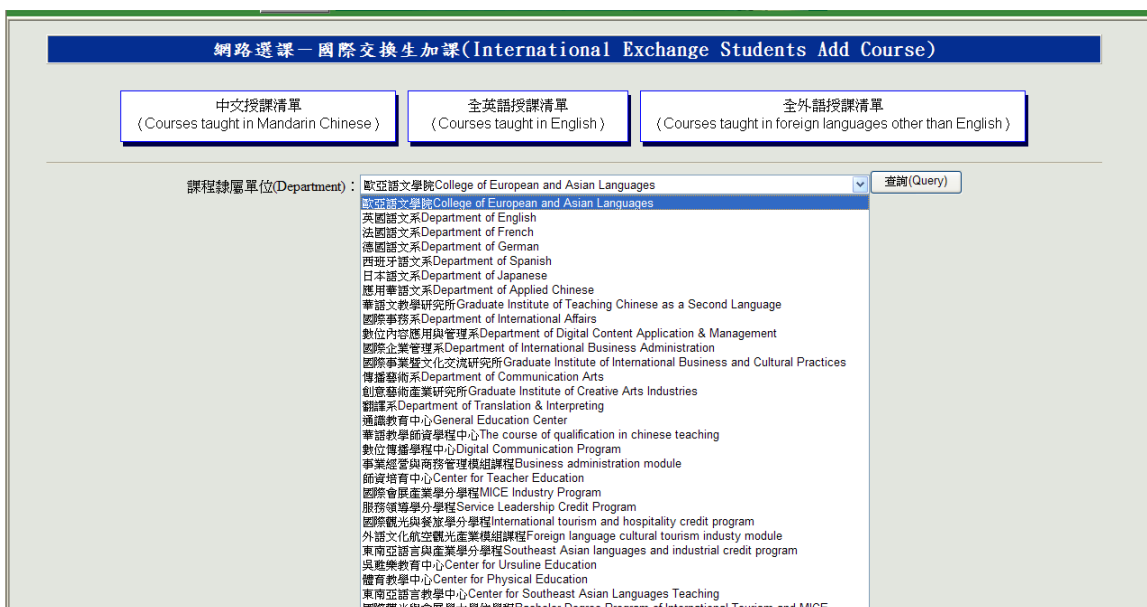 網路選課－國際交換生加課(International Exchange Students Add Course)
中文授課清單
(Courses taught in Mandarin Chinese)
全英語授課清單
(Courses taught in English)
全外語授課清單
(Courses taught in foreign languages other than English)
課程隸屬單位(Department)：
歐亞語文學院College of European and Asian Languages
查詢(Query)
歐亞語文學院College of European and Asian Languages
英國語文系Department of English
法國語文系Department of French
德國語文系Department of German
西班牙語文系Department of Spanish
日本語文系Department of Japanese
應用華語文系Department of Applied Chinese
華語文教學研究所Graduate Institute of Teaching Chinese as a Second Language
國際事務系Department of International Affairs
數位內容應用與管理系Department of Digital Content Application & Management
國際企業管理系Department of International Business Administration
國際事業暨文化交流研究所Graduate Institute of International Business and Cultural Practices
傳播藝術系Department of Communication Arts
創意藝術產業研究所Graduate Institute of Creative Arts Industries
翻譯系Department of Translation & Interpreting
通識教育中心General Education Center
華語教學師資學程中心The course of qualification in chinese teaching
數位傳播學程中心Digital Communication Program
事業經營與商務管理模組課程Business administration module
師資培育中心Center for Teacher Education
國際會展產業學分學程MICE Industry Program
服務領導學分學程Service Leadership Credit Program
國際觀光與餐旅學分學程International tourism and hospitality credit program
外語文化航空觀光產業模組課程Foreign language cultural tourism industy module
東南亞語言與產業學分學程Southeast Asian languages and industrial credit program
吳甦樂教育中心Center for Ursuline Education
體育教學中心Center for Physical Education
東南亞語言教學中心Center for Southeast Asian Languages Teaching
國際觀光與會展學士學位學程Bachelor Degree Program of International Tourism and MICE